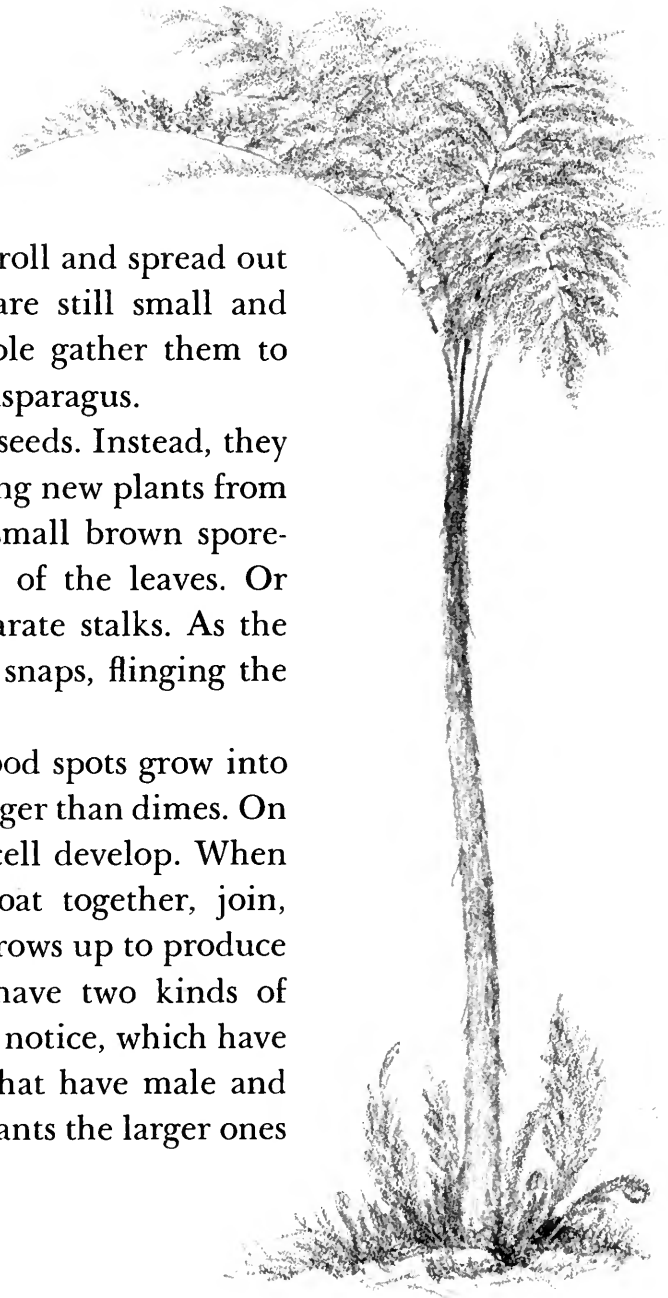 roll and spread out
are still small and
ple gather them to
sparagus.
seeds. Instead, they
ng new plants from
small brown spore-
of the leaves. Or
arate stalks. As the
snaps, flinging the
ood spots grow into
ger than dimes. On
cell develop. When
oat together, join,
rows up to produce
have two kinds of
notice, which have
hat have male and
ants the larger ones